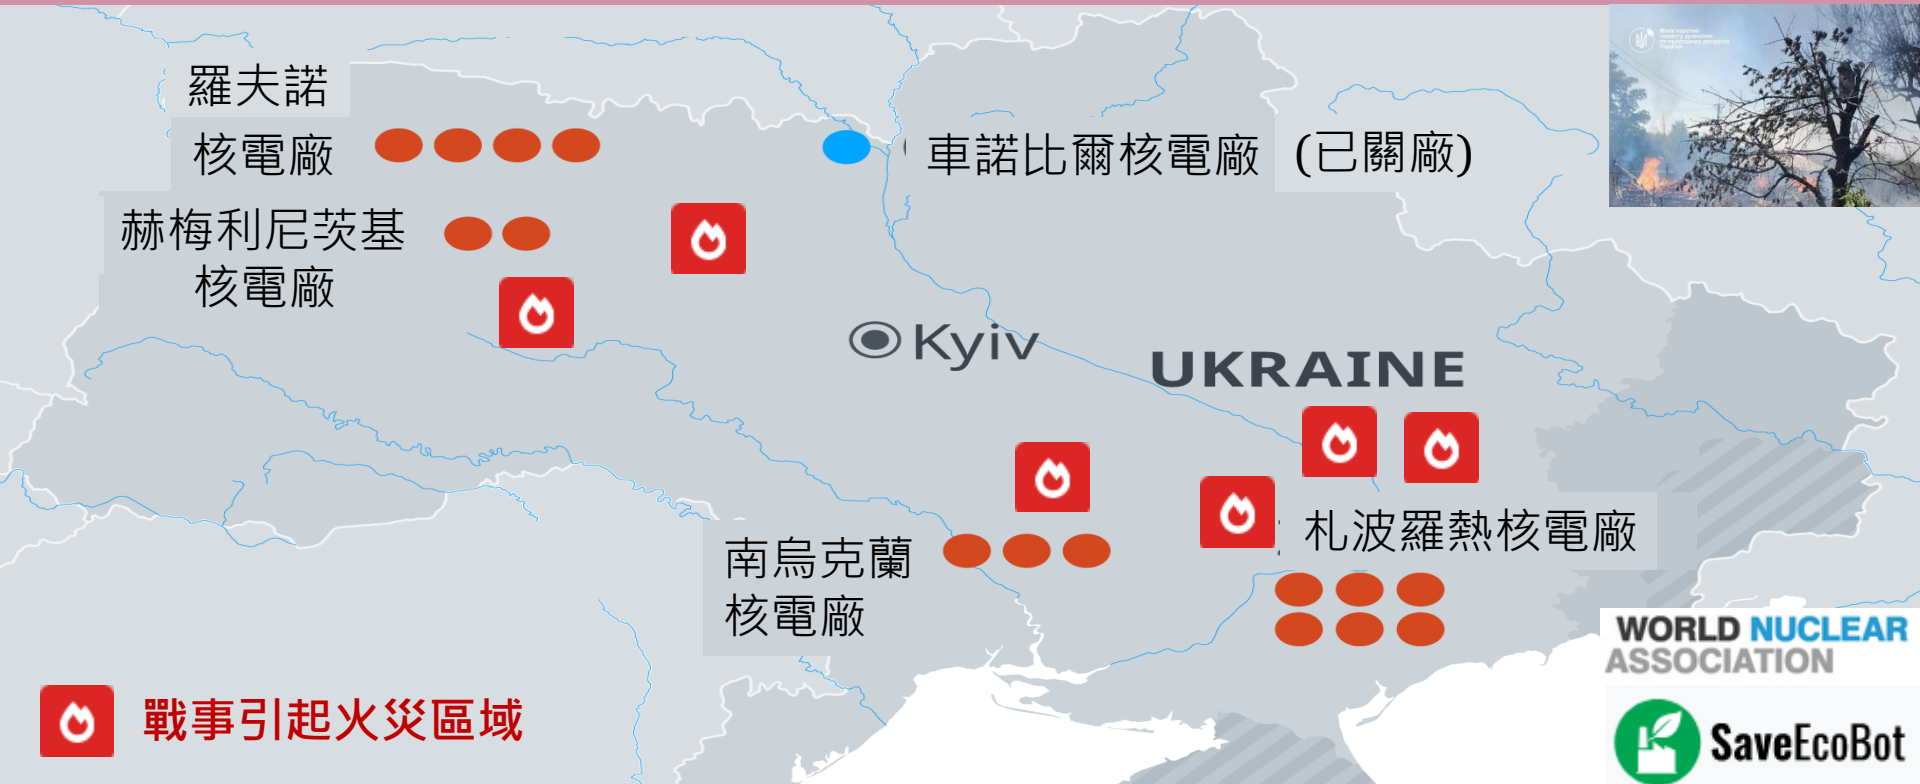 羅夫諾
核電廠
車諾比爾核電廠 (已關廠)
赫梅利尼茨基
核電廠
Kyiv
UKRAINE
札波羅熱核電廠
南烏克蘭
核電廠
戰事引起火災區域
WORLD NUCLEAR
ASSOCIATION
SaveEcoBot